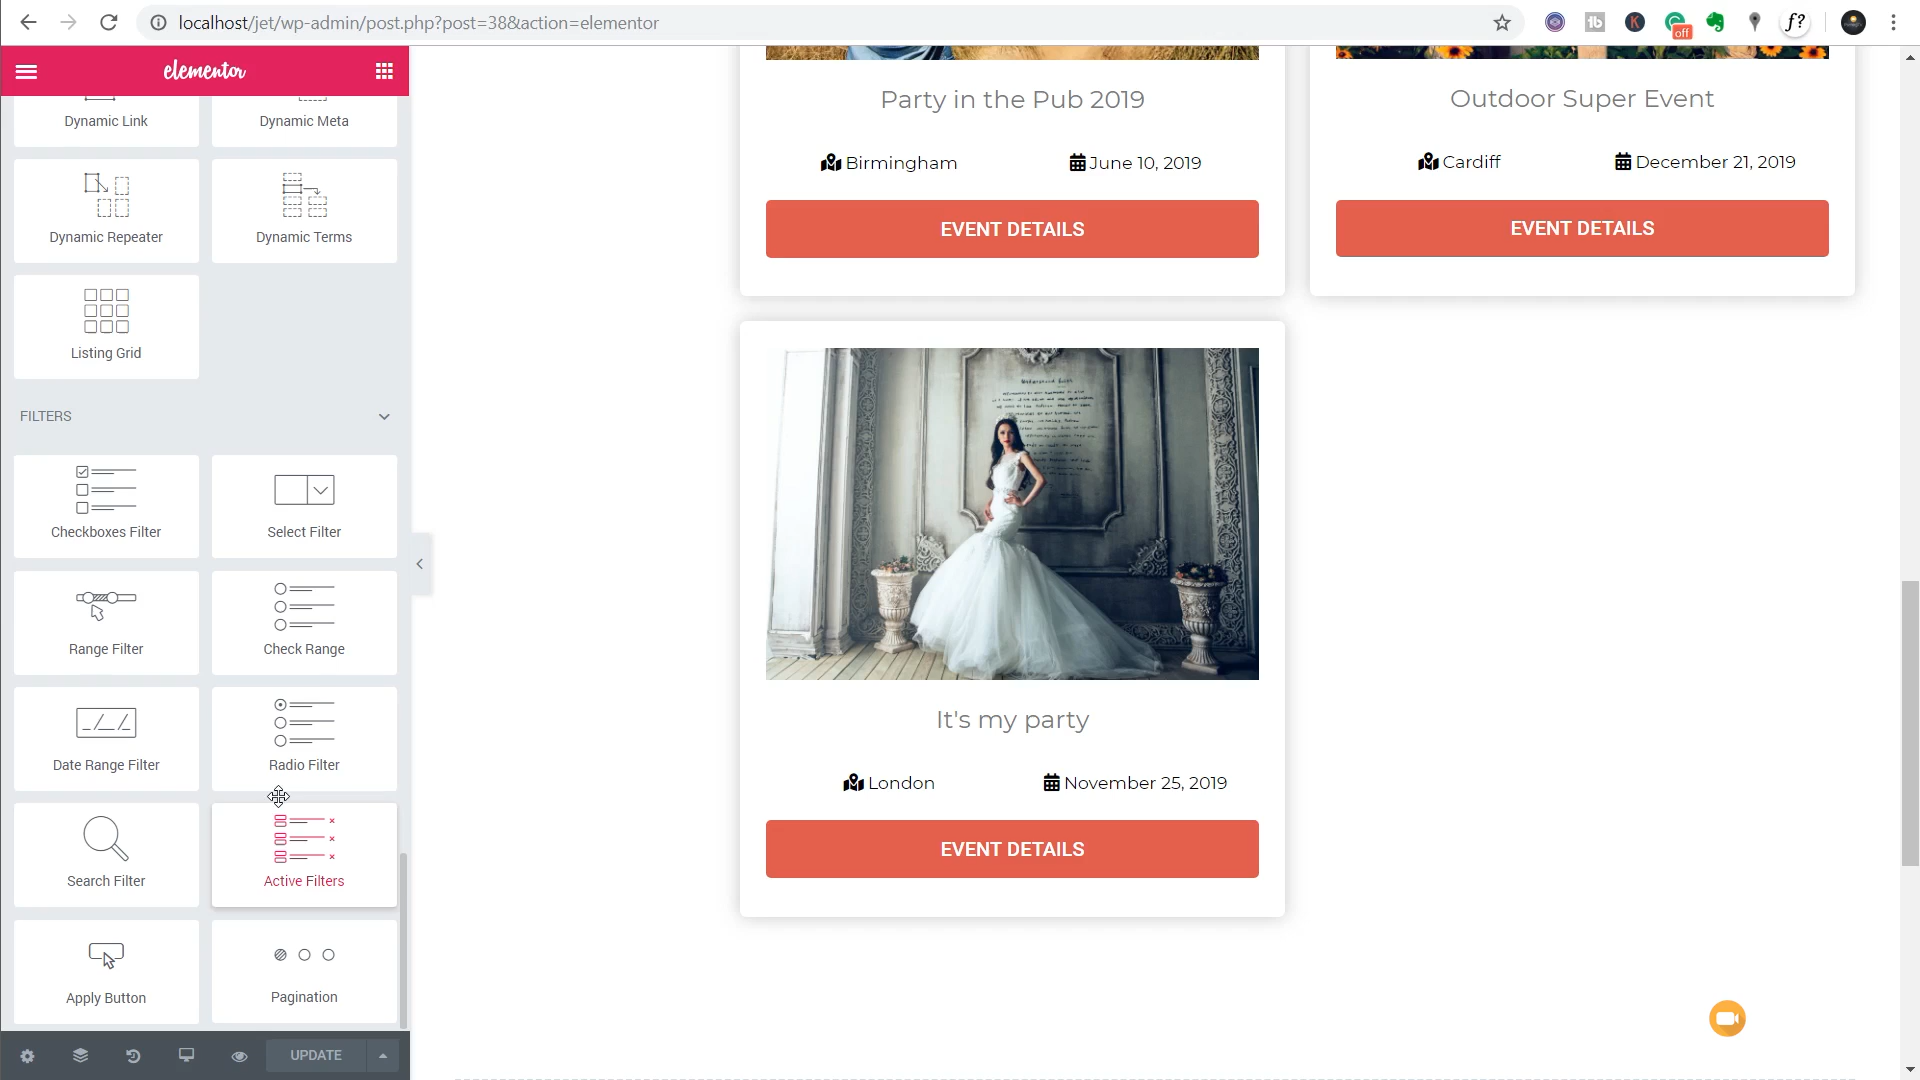 localhost/jet/wp-admin/post.php?post=38&action=elementor
off
f?
elementor
Dynamic Link
Dynamic Meta
Dynamic Repeater
Dynamic Terms
Listing Grid
FILTERS
Checkboxes Filter
Select Filter
Range Filter
Check Range
Date Range Filter
Radio Filter
Search Filter
Active Filters
Apply Button
Pagination
UPDATE
Party in the Pub 2019
Birmingham
June 10, 2019
EVENT DETAILS
Outdoor Super Event
Cardiff
December 21, 2019
EVENT DETAILS
It's my party
London
November 25, 2019
EVENT DETAILS